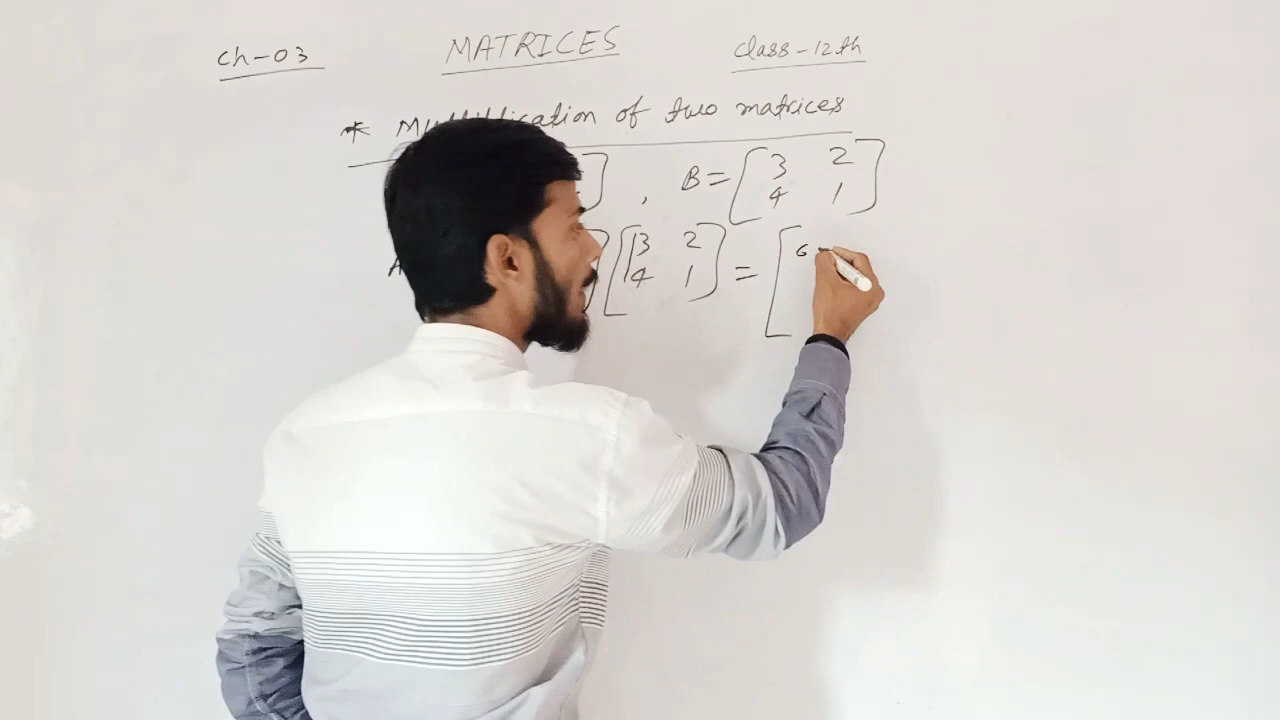 Ch-03 MATRICES Class-12th
* Multiplication of two matrices
, B = [3 2
4 1]
[3 2
4 1] = [6